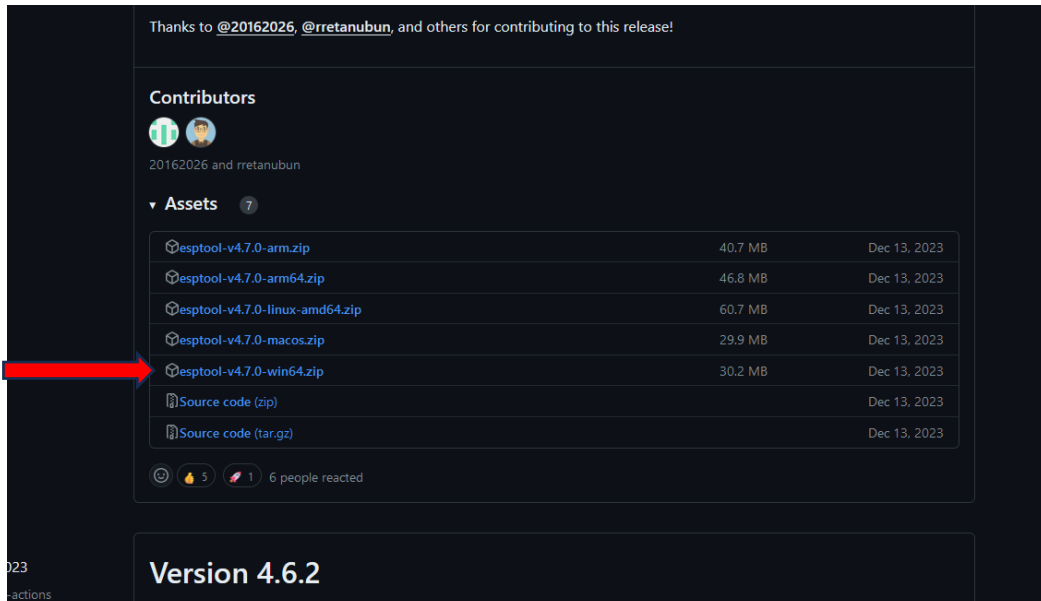 Thanks to @20162026, @rretanubun, and others for contributing to this release!
Contributors
20162026 and rretanubun
▾ Assets 7
esptool-v4.7.0-arm.zip 40.7 MB Dec 13, 2023
esptool-v4.7.0-arm64.zip 46.8 MB Dec 13, 2023
esptool-v4.7.0-linux-amd64.zip 60.7 MB Dec 13, 2023
esptool-v4.7.0-macos.zip 29.9 MB Dec 13, 2023
esptool-v4.7.0-win64.zip 30.2 MB Dec 13, 2023
Source code (zip) Dec 13, 2023
Source code (tar.gz) Dec 13, 2023
👍 5 🚀 1 6 people reacted
023
-actions
Version 4.6.2